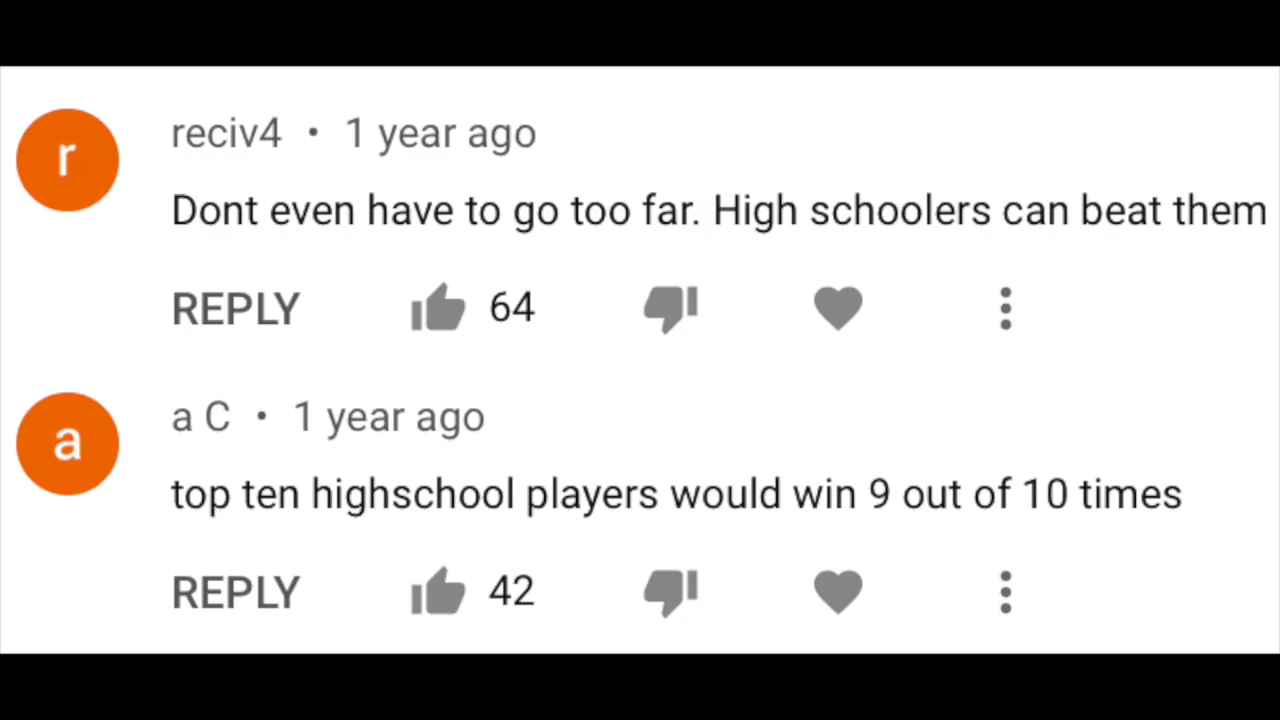 r
reciv4 • 1 year ago
Dont even have to go too far. High schoolers can beat them
REPLY 64
a
a C • 1 year ago
top ten highschool players would win 9 out of 10 times
REPLY 42